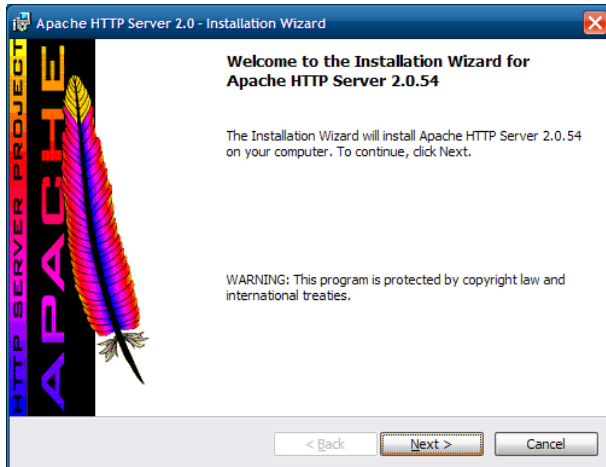 Apache HTTP Server 2.0 - Installation Wizard
HTTP SERVER PROJECT
APACHE
Welcome to the Installation Wizard for
Apache HTTP Server 2.0.54
The Installation Wizard will install Apache HTTP Server 2.0.54
on your computer. To continue, click Next.
WARNING: This program is protected by copyright law and
international treaties.
< Back
Next >
Cancel